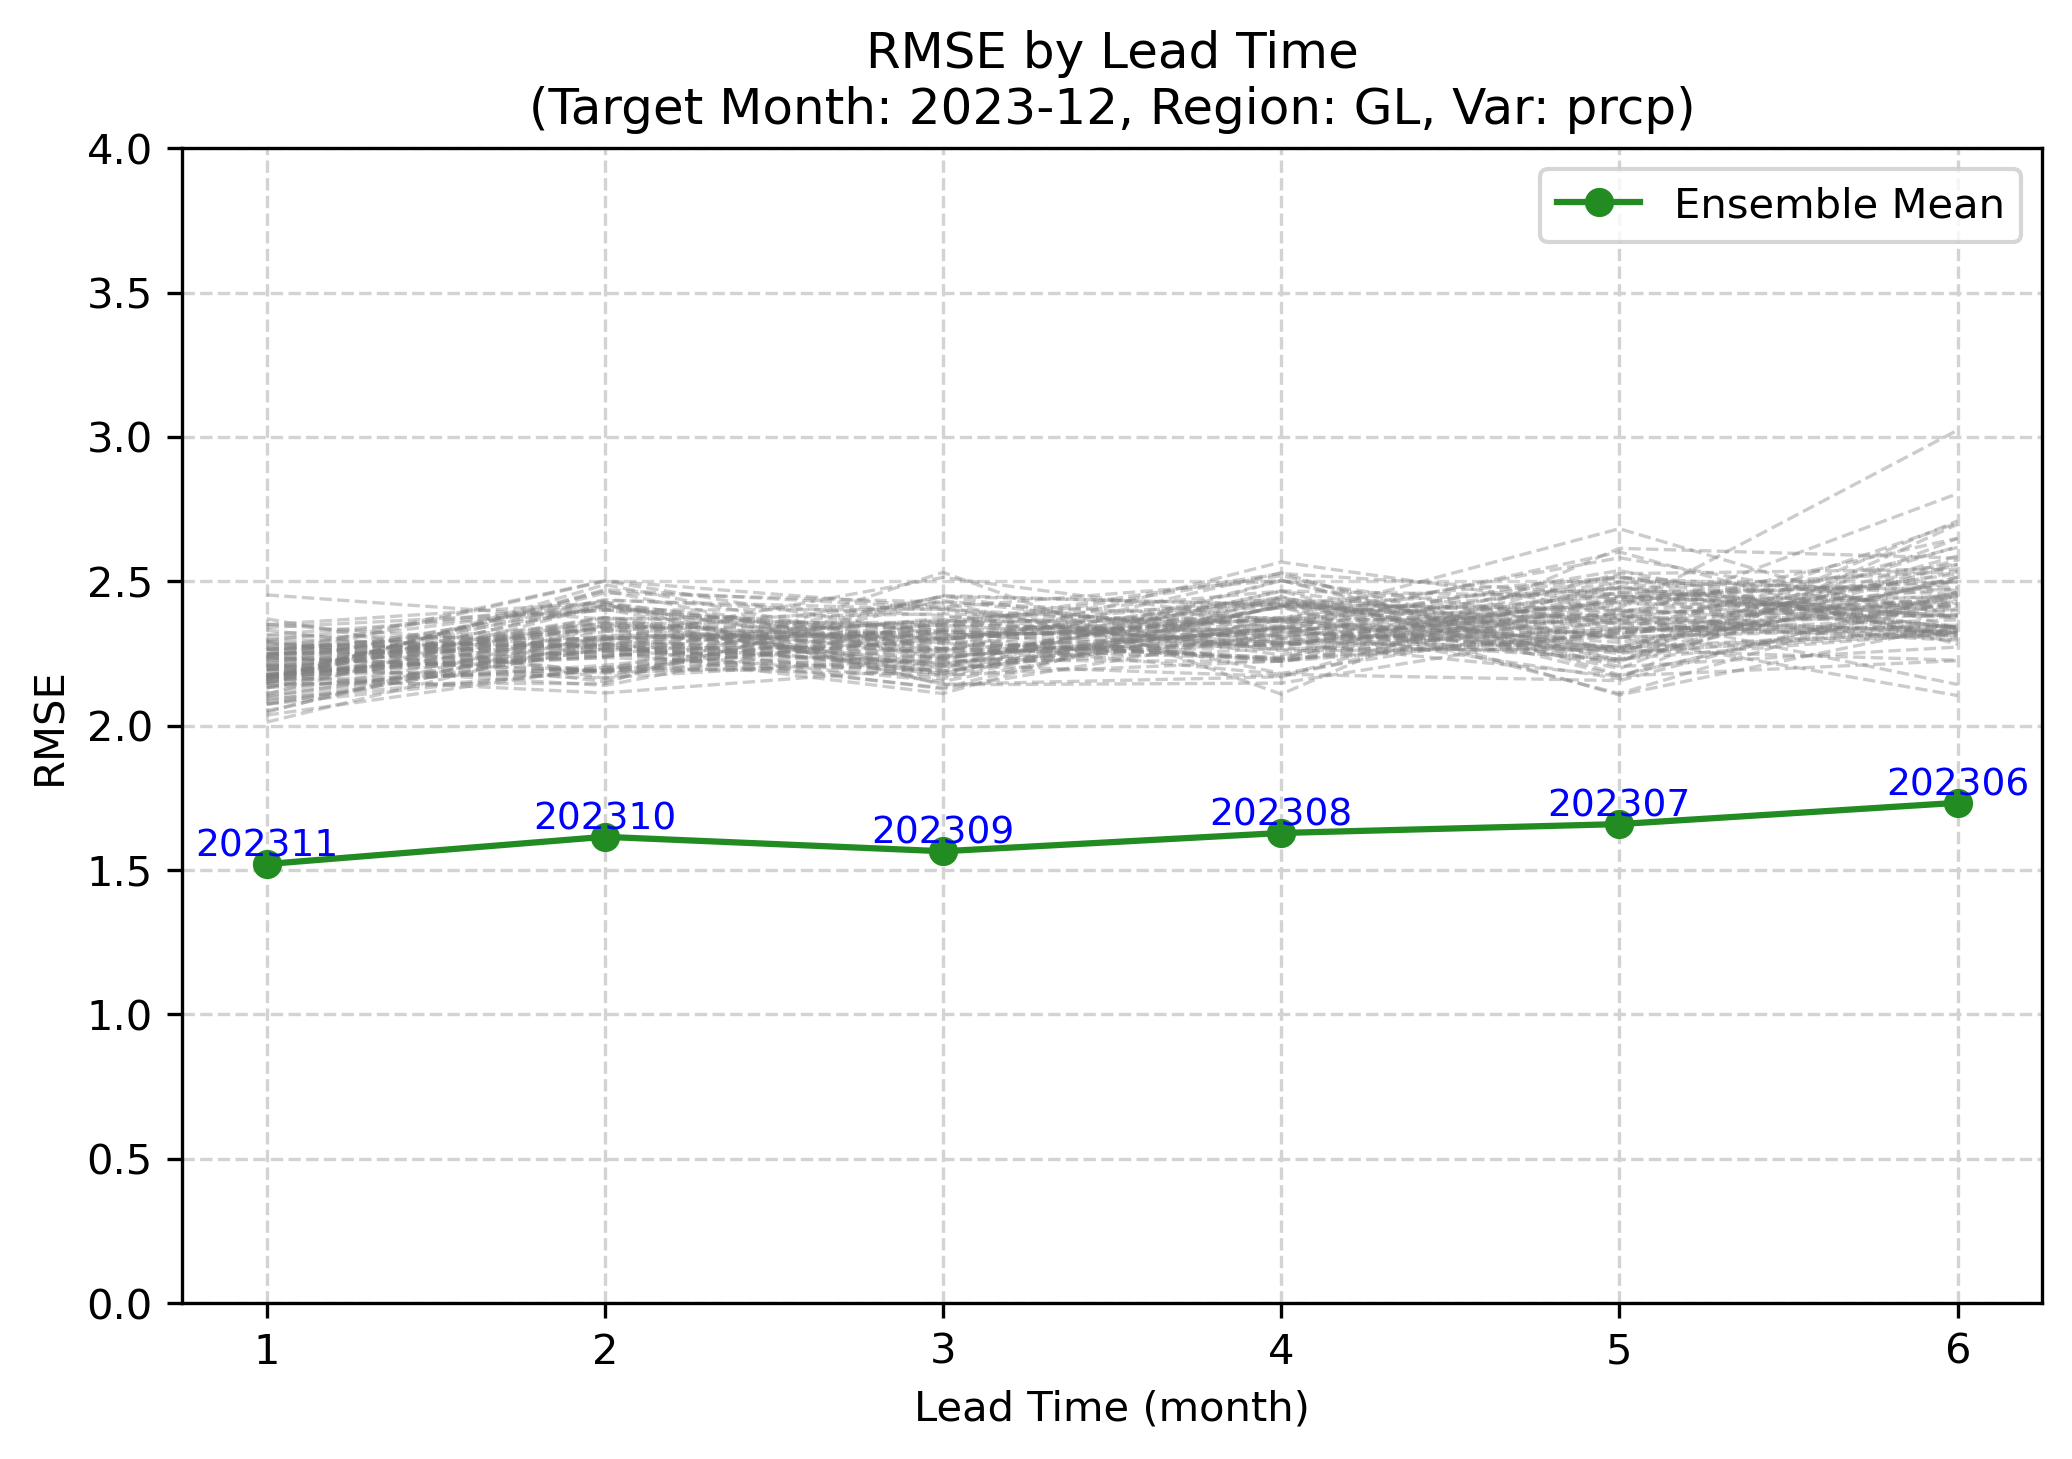 RMSE by Lead Time
(Target Month: 2023-12, Region: GL, Var: prcp)
Ensemble Mean
RMSE
4.0
3.5
3.0
2.5
2.0
1.5
1.0
0.5
0.0
202311
202310
202309
202308
202307
202306
1 2 3 4 5 6
Lead Time (month)